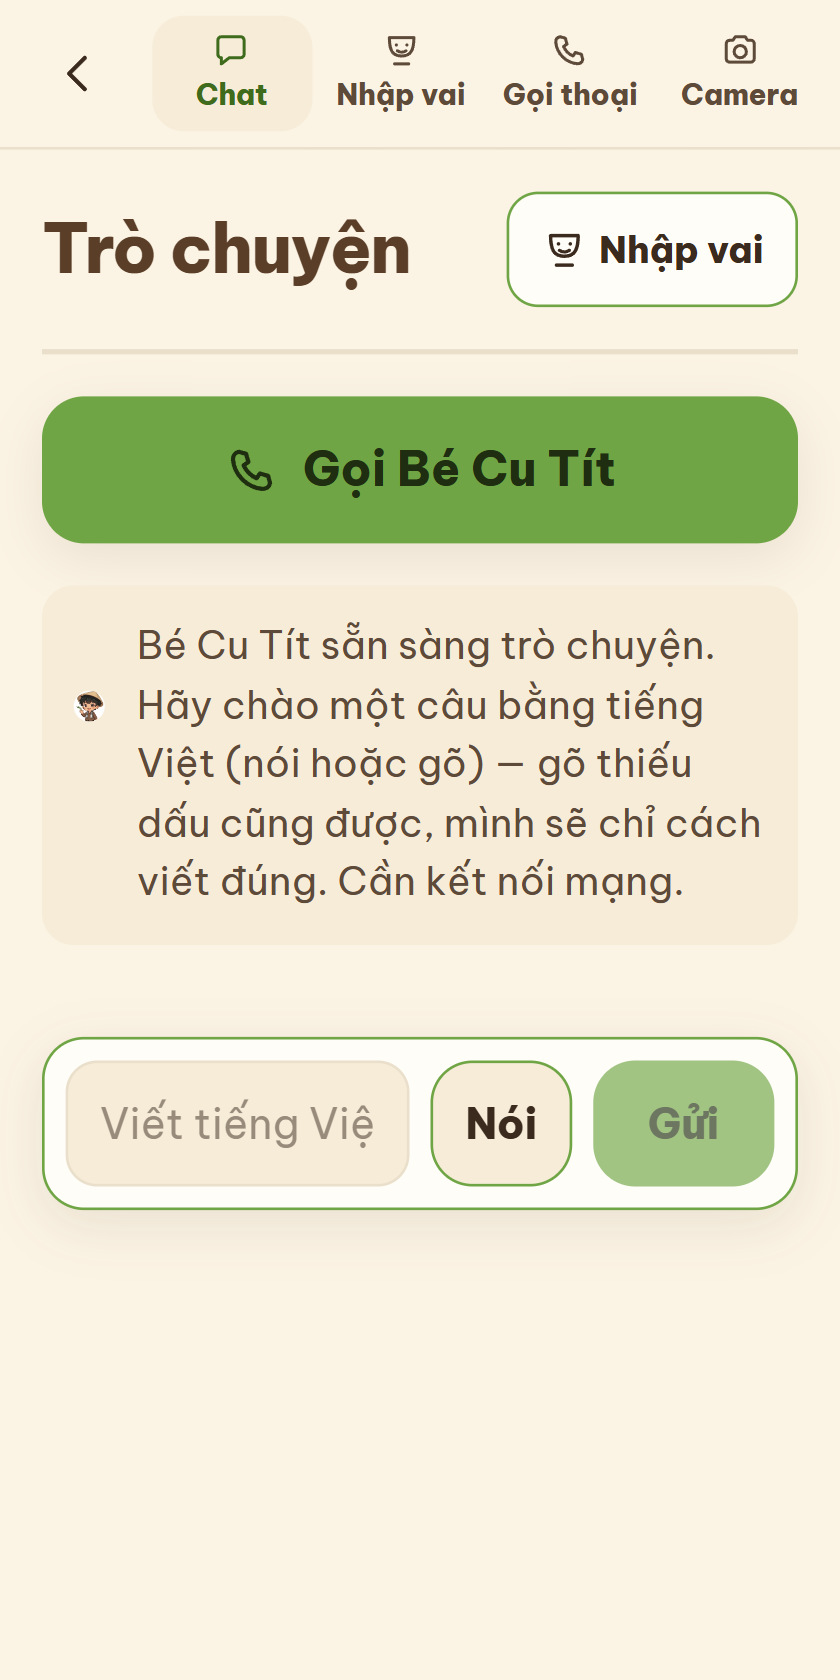 Chat
Nhập vai
Gọi thoại
Camera
Trò chuyện
Nhập vai
Gọi Bé Cu Tít
Bé Cu Tít sẵn sàng trò chuyện.
Hãy chào một câu bằng tiếng
Việt (nói hoặc gõ) — gõ thiếu
dấu cũng được, mình sẽ chỉ cách
viết đúng. Cần kết nối mạng.
Viết tiếng Việ
Nói
Gửi